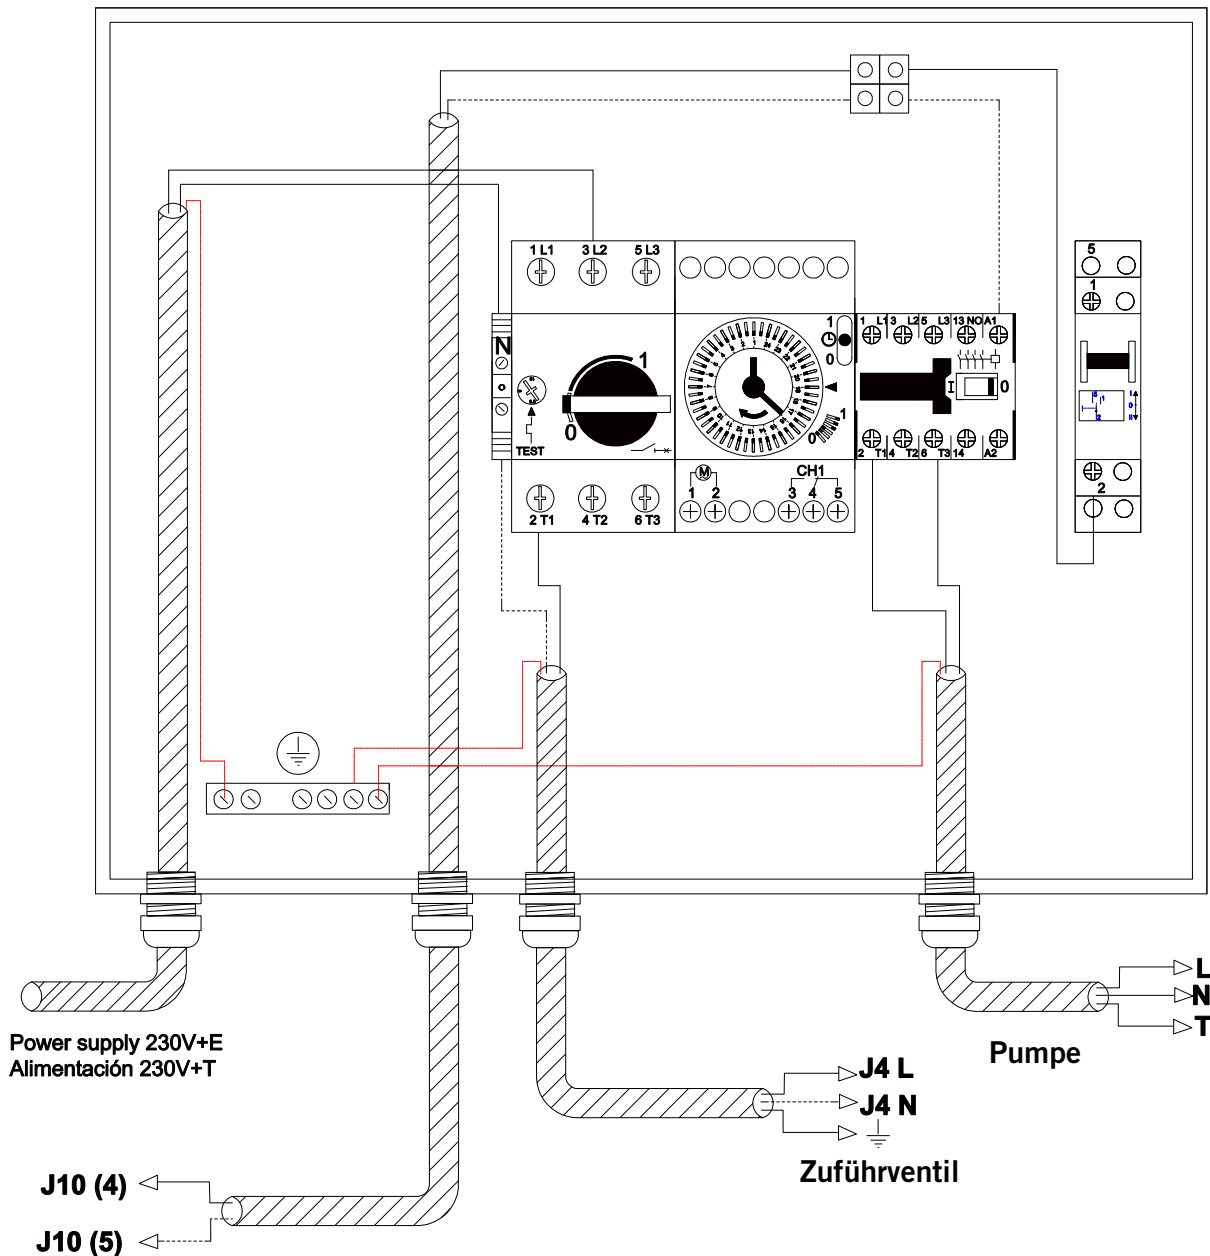 1 L1 3 L2 5 L3
5
1
1
0
1 L1 3 L2 5 L3 13 NO A1
N
1
0
TEST
I 0
1
0
2 T1 4 T2 6 T3 14 A2
M
1 2
CH1
3 4 5
2 T1 4 T2 6 T3
2
L
N
T
Pumpe
Power supply 230V+E
Alimentación 230V+T
J4 L
J4 N
Zuführventil
J10 (4)
J10 (5)